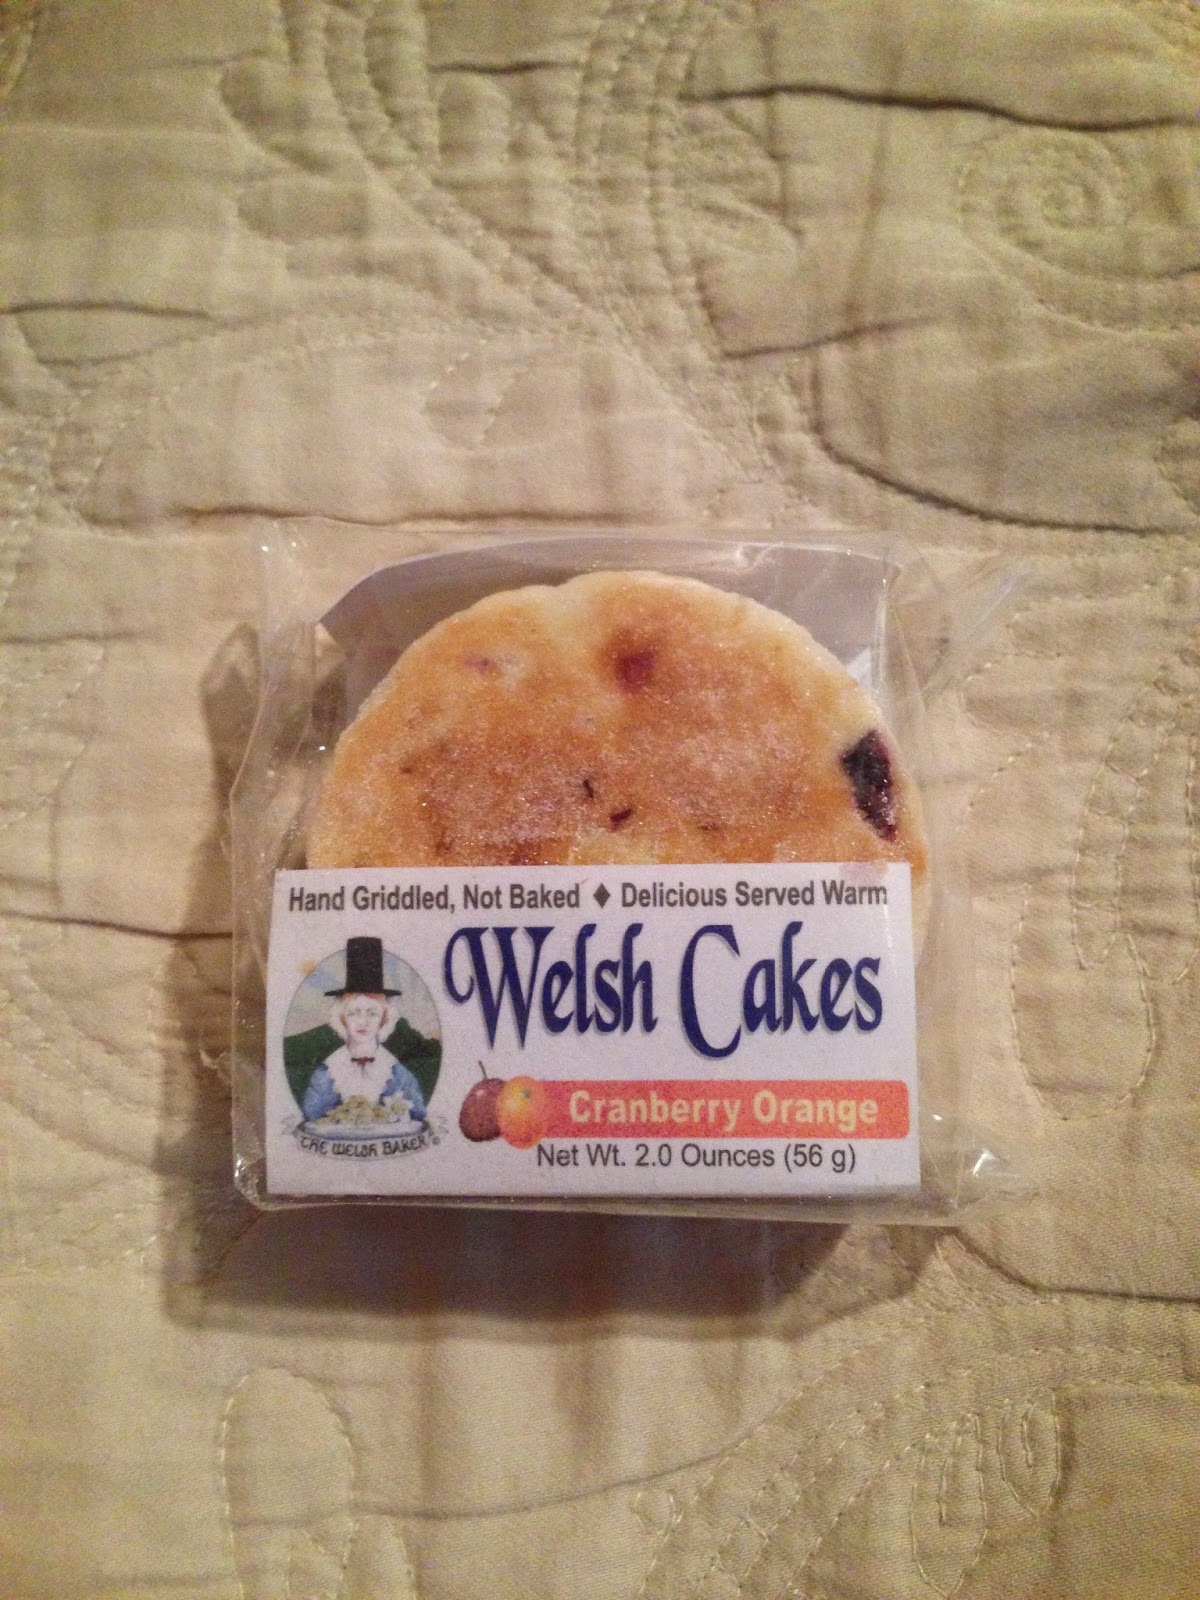 Hand Griddled, Not Baked ♦ Delicious Served Warm
Welsh Cakes
THE WELSH BAKER ©
Cranberry Orange
Net Wt. 2.0 Ounces (56 g)